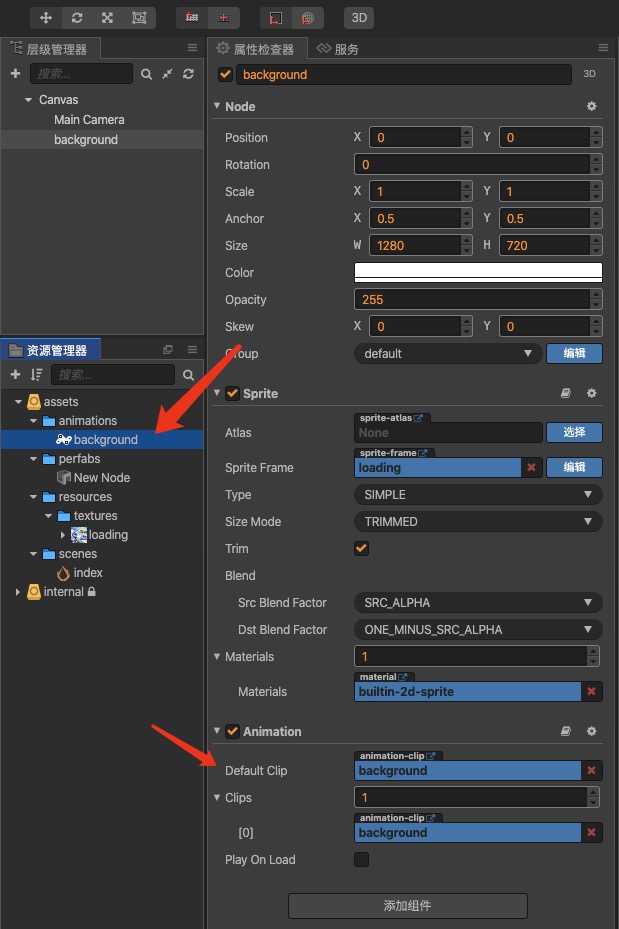 3D
层级管理器
搜索...
Canvas
Main Camera
background
资源管理器
搜索...
assets
animations
background
perfabs
New Node
resources
textures
loading
scenes
index
internal
属性检查器
服务
background
3D
Node
Position X 0 Y 0
Rotation 0
Scale X 1 Y 1
Anchor X 0.5 Y 0.5
Size W 1280 H 720
Color
Opacity 255
Skew X 0 Y 0
Group default 编辑
Sprite
sprite-atlas
Atlas None 选择
sprite-frame
Sprite Frame loading 编辑
Type SIMPLE
Size Mode TRIMMED
Trim
Blend
Src Blend Factor SRC_ALPHA
Dst Blend Factor ONE_MINUS_SRC_ALPHA
Materials 1
material
Materials builtin-2d-sprite
Animation
animation-clip
Default Clip background
Clips 1
animation-clip
[0] background
Play On Load
添加组件